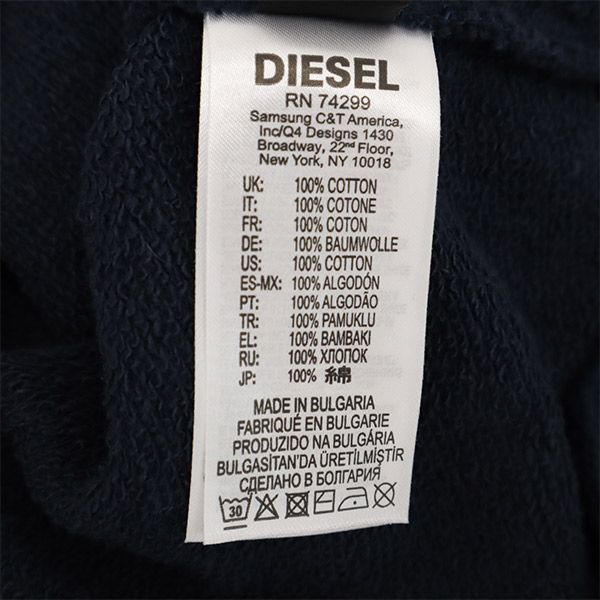 DIESEL
RN 74299
Samsung C&T America,
Inc/Q4 Designs 1430
Broadway, 22nd Floor,
New York, NY 10018
UK: 100% COTTON
IT: 100% COTONE
FR: 100% COTON
DE: 100% BAUMWOLLE
US: 100% COTTON
ES-MX: 100% ALGODÓN
PT: 100% ALGODÃO
TR: 100% PAMUKLU
EL: 100% BAMBAKI
RU: 100% ХЛОПОК
JP: 100% 綿
MADE IN BULGARIA
FABRIQUÉ EN BULGARIE
PRODUZIDO NA BULGÁRIA
BULGASİTAN'DA ÜRETİLMİŞTİR
СДЕЛАНО В БОЛГАРИЯ
30